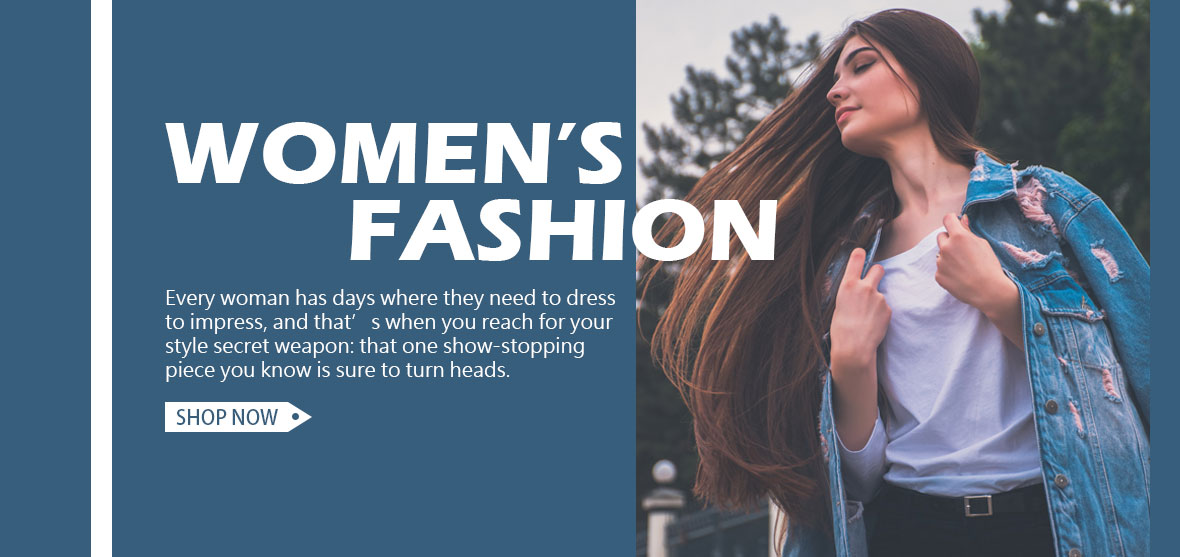 WOMEN’S
FASHION
Every woman has days where they need to dress
to impress, and that’ s when you reach for your
style secret weapon: that one show-stopping
piece you know is sure to turn heads.
SHOP NOW